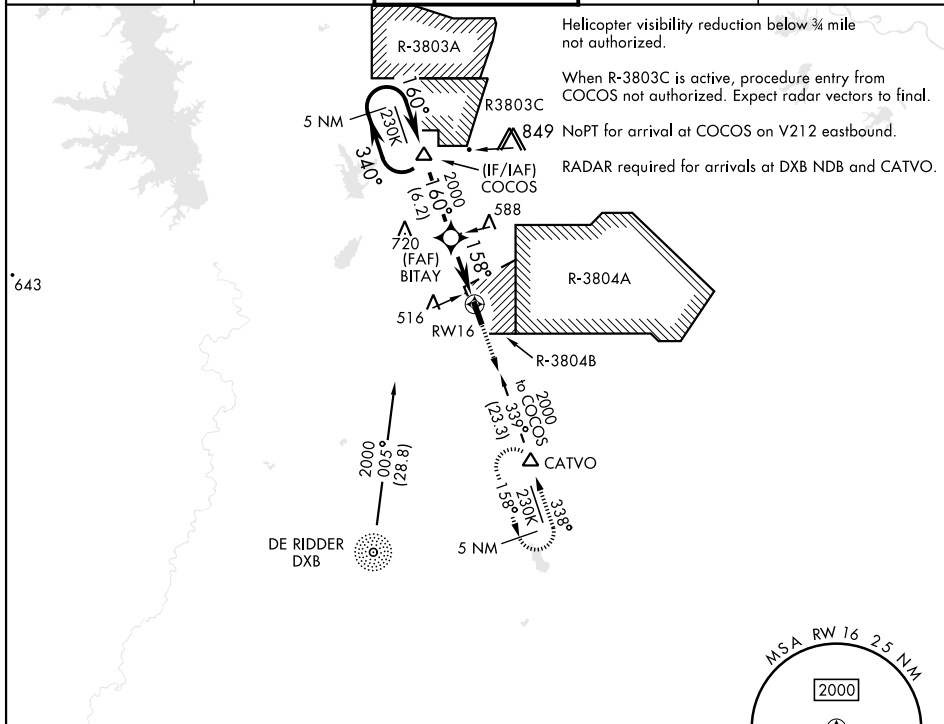 R-3803A
Helicopter visibility reduction below ¾ mile
not authorized.
When R-3803C is active, procedure entry from
COCOS not authorized. Expect radar vectors to final.
NoPT for arrival at COCOS on V212 eastbound.
RADAR required for arrivals at DXB NDB and CATVO.
R3803C
160°
5 NM
230K
340°
849
(IF/IAF)
COCOS
2000
160°
(6.2)
588
720
(FAF)
BITAY
158°
643
R-3804A
516
RW16
R-3804B
2000
to COCOS
339°
(23.3)
2000
005°
(28.8)
CATVO
158°
230K
338°
5 NM
DE RIDDER
DXB
MSA RW 16 25 NM
2000